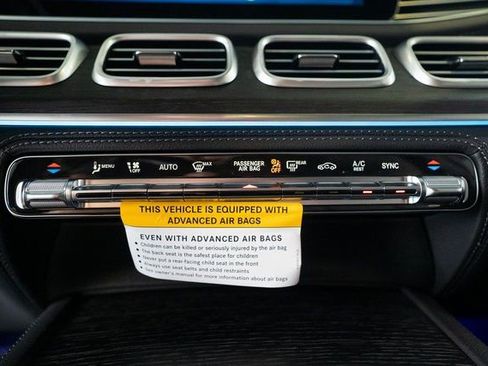 MENU OFF AUTO MAX PASSENGER AIR BAG OFF REAR A/C REST SYNC
THIS VEHICLE IS EQUIPPED WITH
ADVANCED AIR BAGS
EVEN WITH ADVANCED AIR BAGS
• Children can be killed or seriously injured by the air bag
• The back seat is the safest place for children
• Never put a rear-facing child seat in the front
• Always use seat belts and child restraints
• See owner's manual for more information about air bags